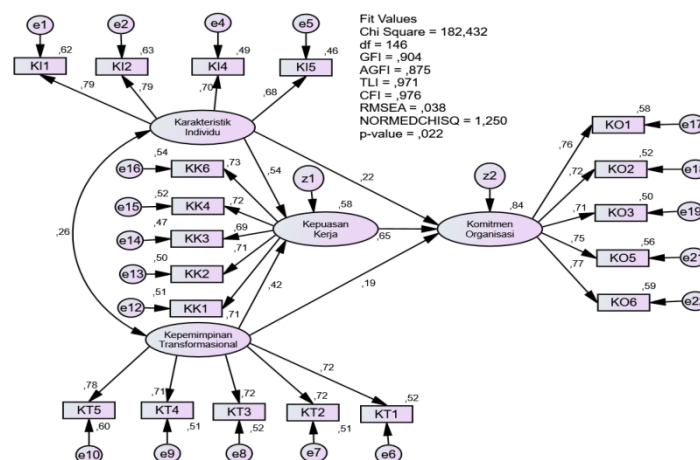 Fit Values
Chi Square = 182,432
df = 146
GFI = ,904
AGFI = ,875
TLI = ,971
CFI = ,976
RMSEA = ,038
NORMEDCHISQ = 1,250
p-value = ,022
e1 e2 e4 e5
,62 ,63 ,49 ,46
KI1 KI2 KI4 KI5
,79 ,79 ,70 ,68
Karakteristik
Individu
,54 ,22
,26
e16 ,54 KK6 ,73
e15 ,52 KK4 ,72
e14 ,47 KK3 ,69
e13 ,50 KK2 ,71
e12 ,51 KK1 ,71
z1
,58
Kepuasan
Kerja
,65
z2
,84
Komitmen
Organisasi
,76 KO1 ,58 e17
,72 KO2 ,52
,71 KO3 ,50 e19
,75 KO5 ,56 e21
,77 KO6 ,59
,42 ,19
Kepemimpinan
Transformasional
,78 ,71 ,72 ,72 ,72
KT5 KT4 KT3 KT2 KT1
,60 ,51 ,52 ,51 ,52
e10 e9 e8 e7 e6